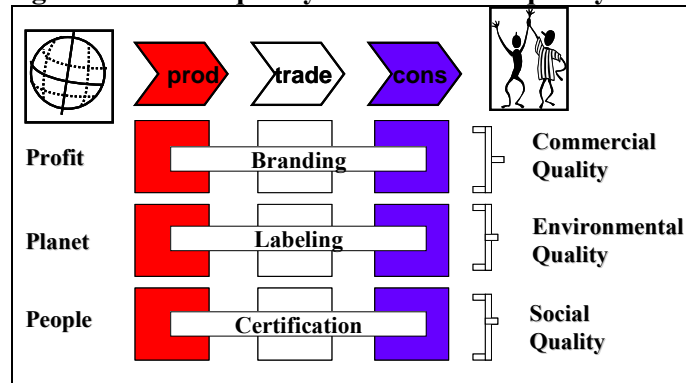 prod trade cons
Profit Branding Commercial
Quality
Planet Labeling Environmental
Quality
People Certification Social
Quality